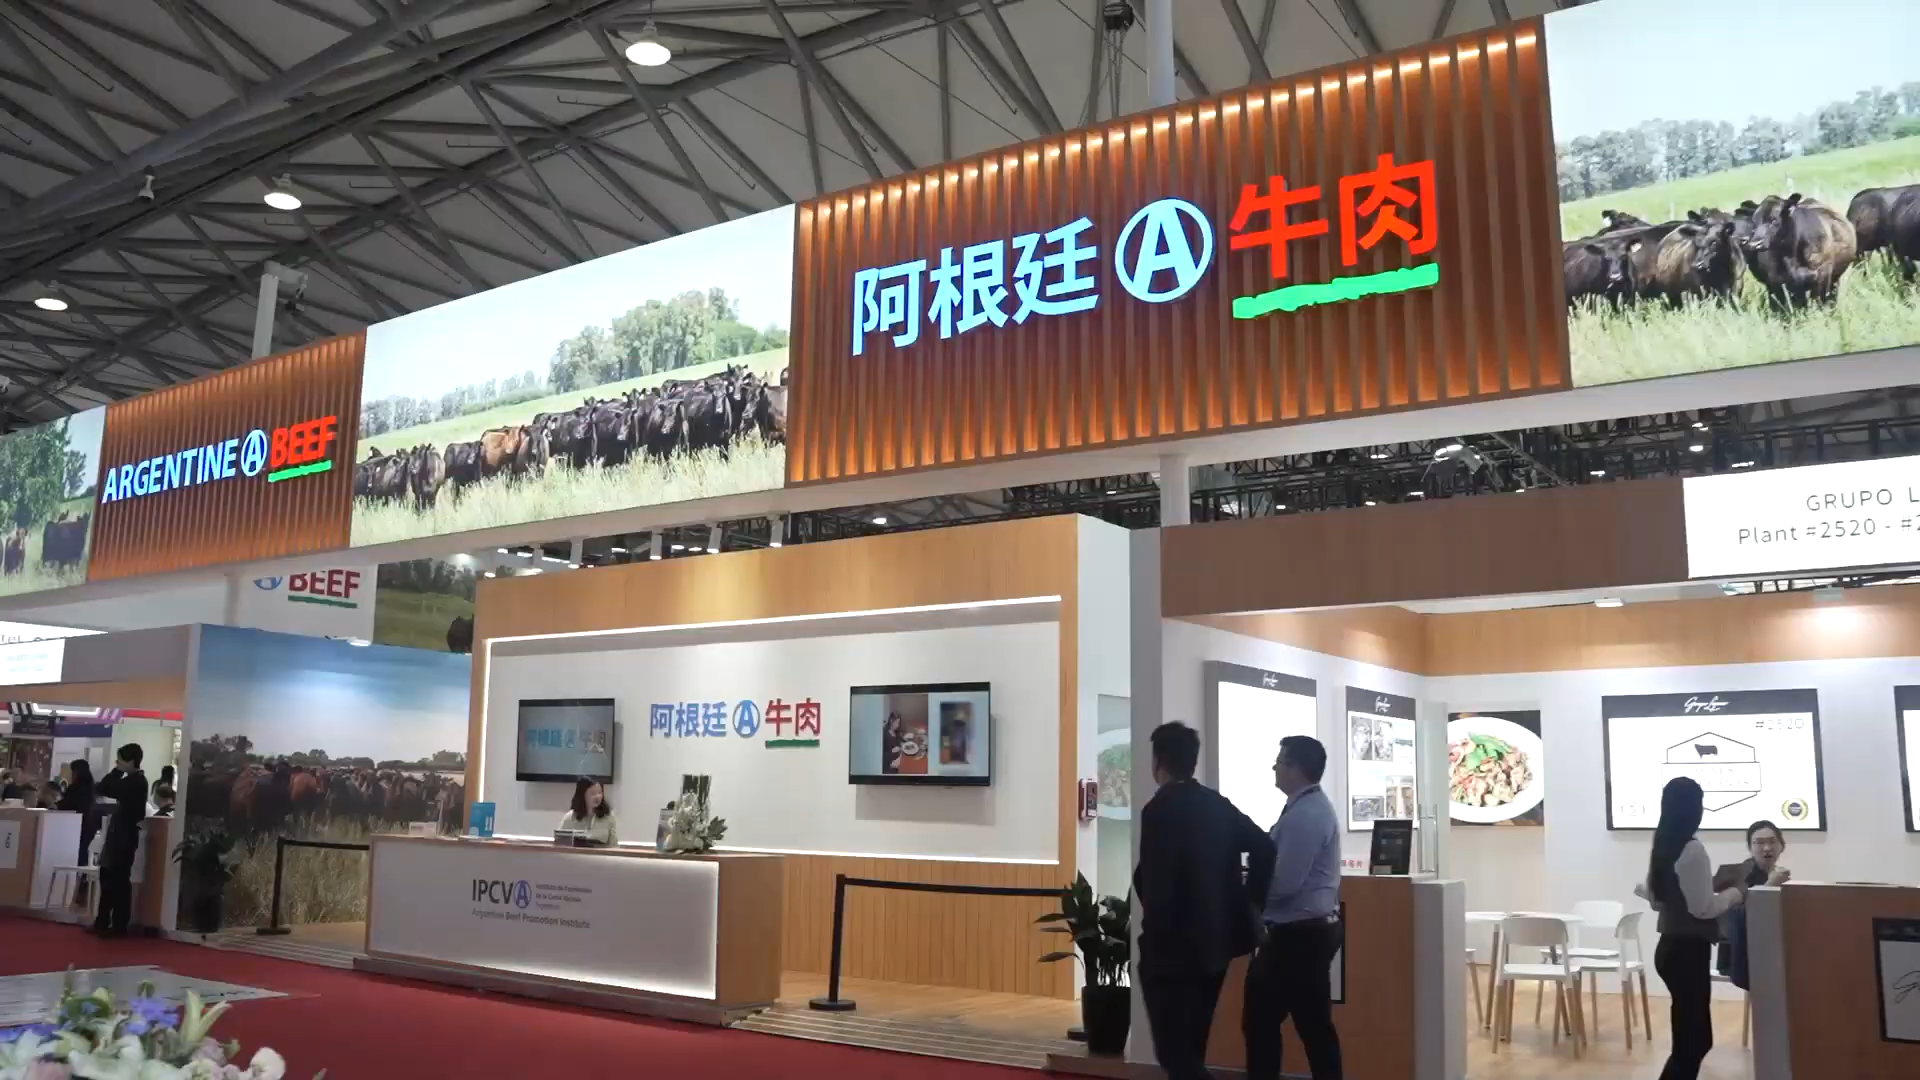 阿根廷 A 牛肉
ARGENTINE A BEEF
BEEF
GRUPO L
Plant #2520 - #2
阿根廷 A 牛肉
阿根廷 A 牛肉
IPCVA
Argentine Beef Promotion Institute
#2520